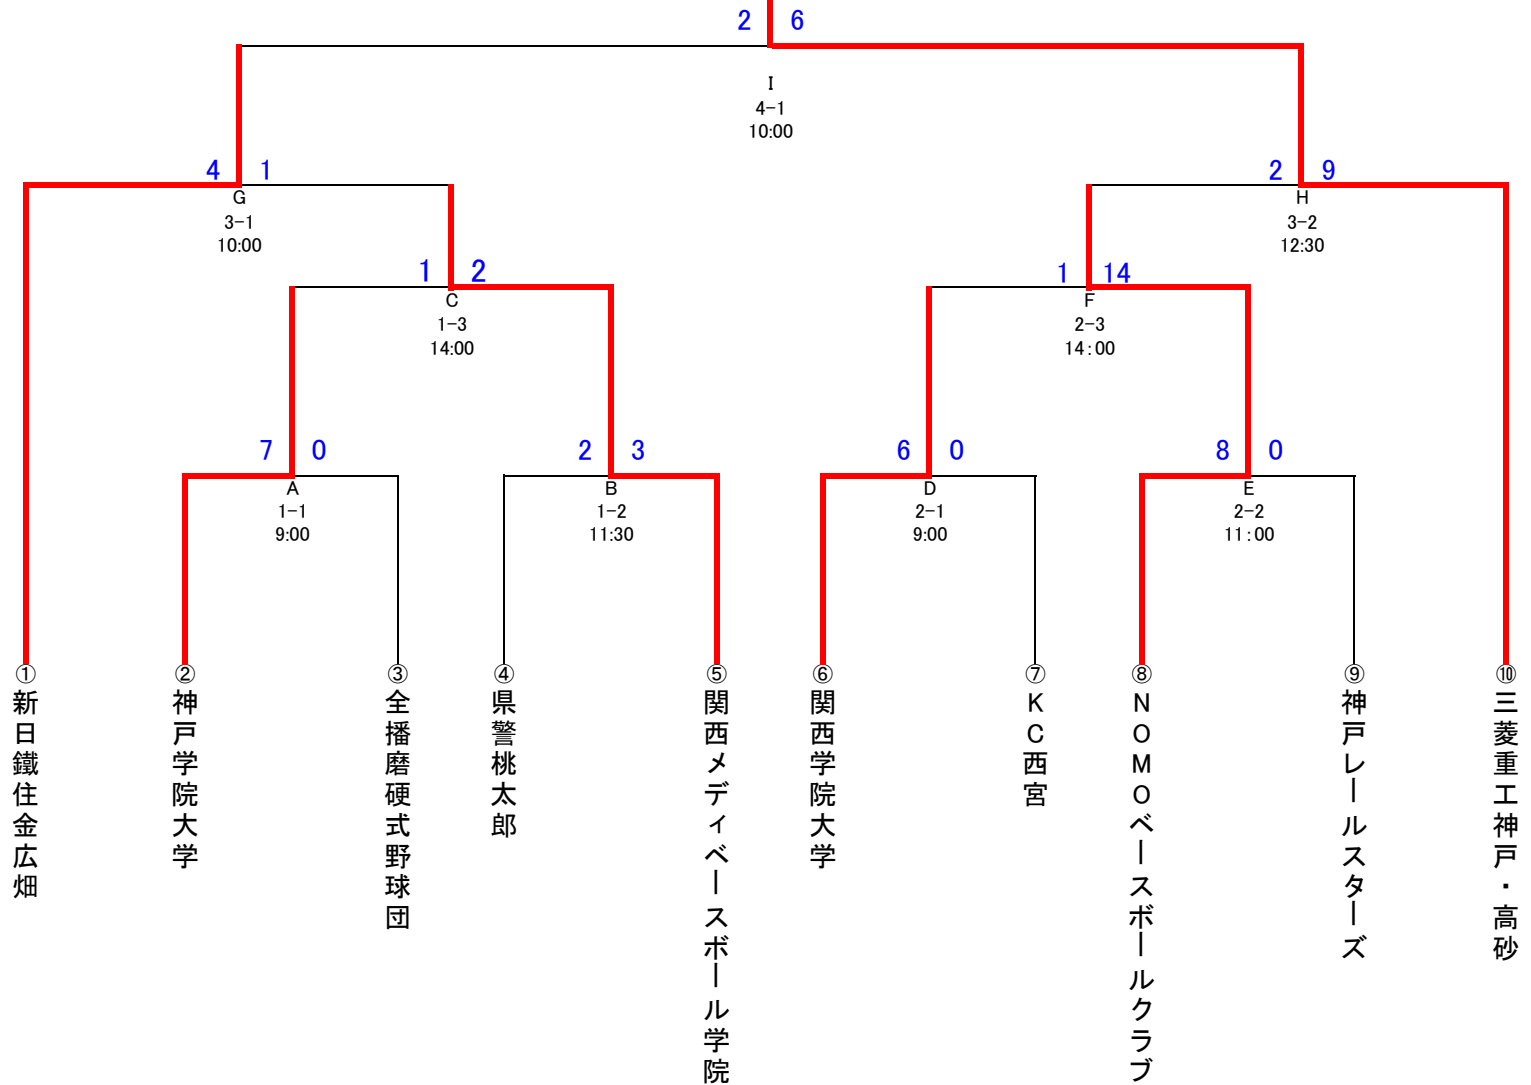 2 6
I
4-1
10:00
4 1
G
3-1
10:00
2 9
H
3-2
12:30
1 2
C
1-3
14:00
1 14
F
2-3
14:00
7 0
A
1-1
9:00
2 3
B
1-2
11:30
6 0
D
2-1
9:00
8 0
E
2-2
11:00
①新日鐵住金広畑
②神戸学院大学
③全播磨硬式野球団
④県警桃太郎
⑤関西メディベースボール学院
⑥関西学院大学
⑦KC西宮
⑧NOMOベースボールクラブ
⑨神戸レールスターズ
⑩三菱重工神戸・高砂